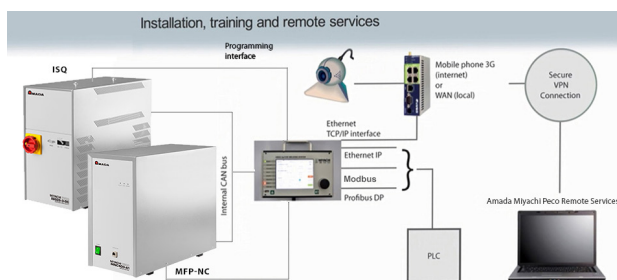 Installation, training and remote services
ISQ
Programming
interface
Mobile phone 3G
(internet)
or
WAN (local)
Secure
VPN
Connection
AMADA
Ethernet
TCP/IP interface
Internal CAN bus
Ethernet IP
Modbus
Profibus DP
AMADA
Amada Miyachi Peco Remote Services
PLC
MFP-NC